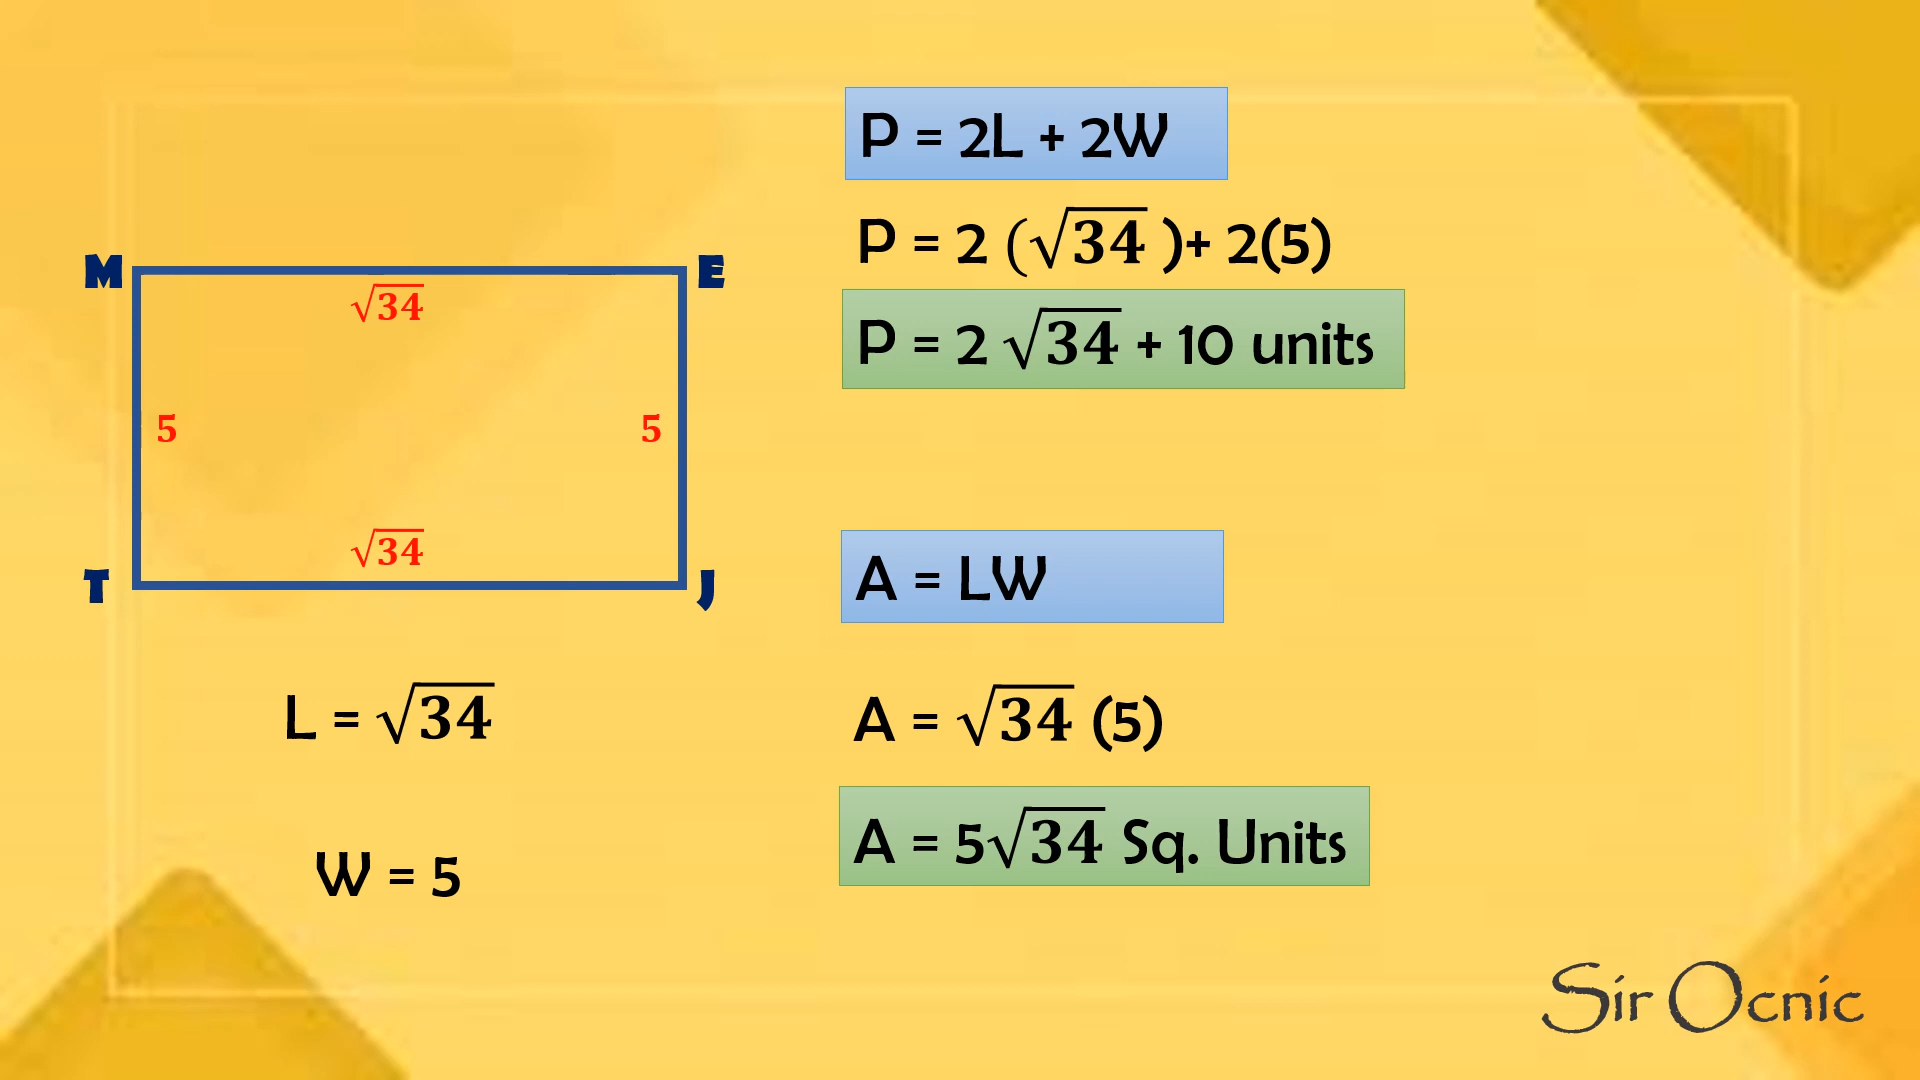 M
E
√34
5
5
√34
T
J
L = √34
W = 5
P = 2L + 2W
P = 2 (√34 )+ 2(5)
P = 2 √34 + 10 units
A = LW
A = √34 (5)
A = 5√34 Sq. Units
Sir Ocnic